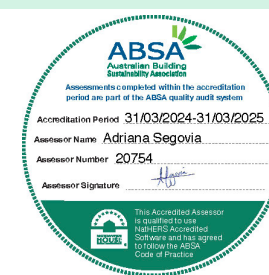 ABSA
Australian Building
Sustainability Association
Assessments completed within the accreditation
period are part of the ABSA quality audit system
Accreditation Period 31/03/2024-31/03/2025
Assessor Name Adriana Segovia
Assessor Number 20754
Assessor Signature
HOUSE
This Accredited Assessor
is qualified to use
NatHERS Accredited
Software and has agreed
to follow the ABSA
Code of Practice